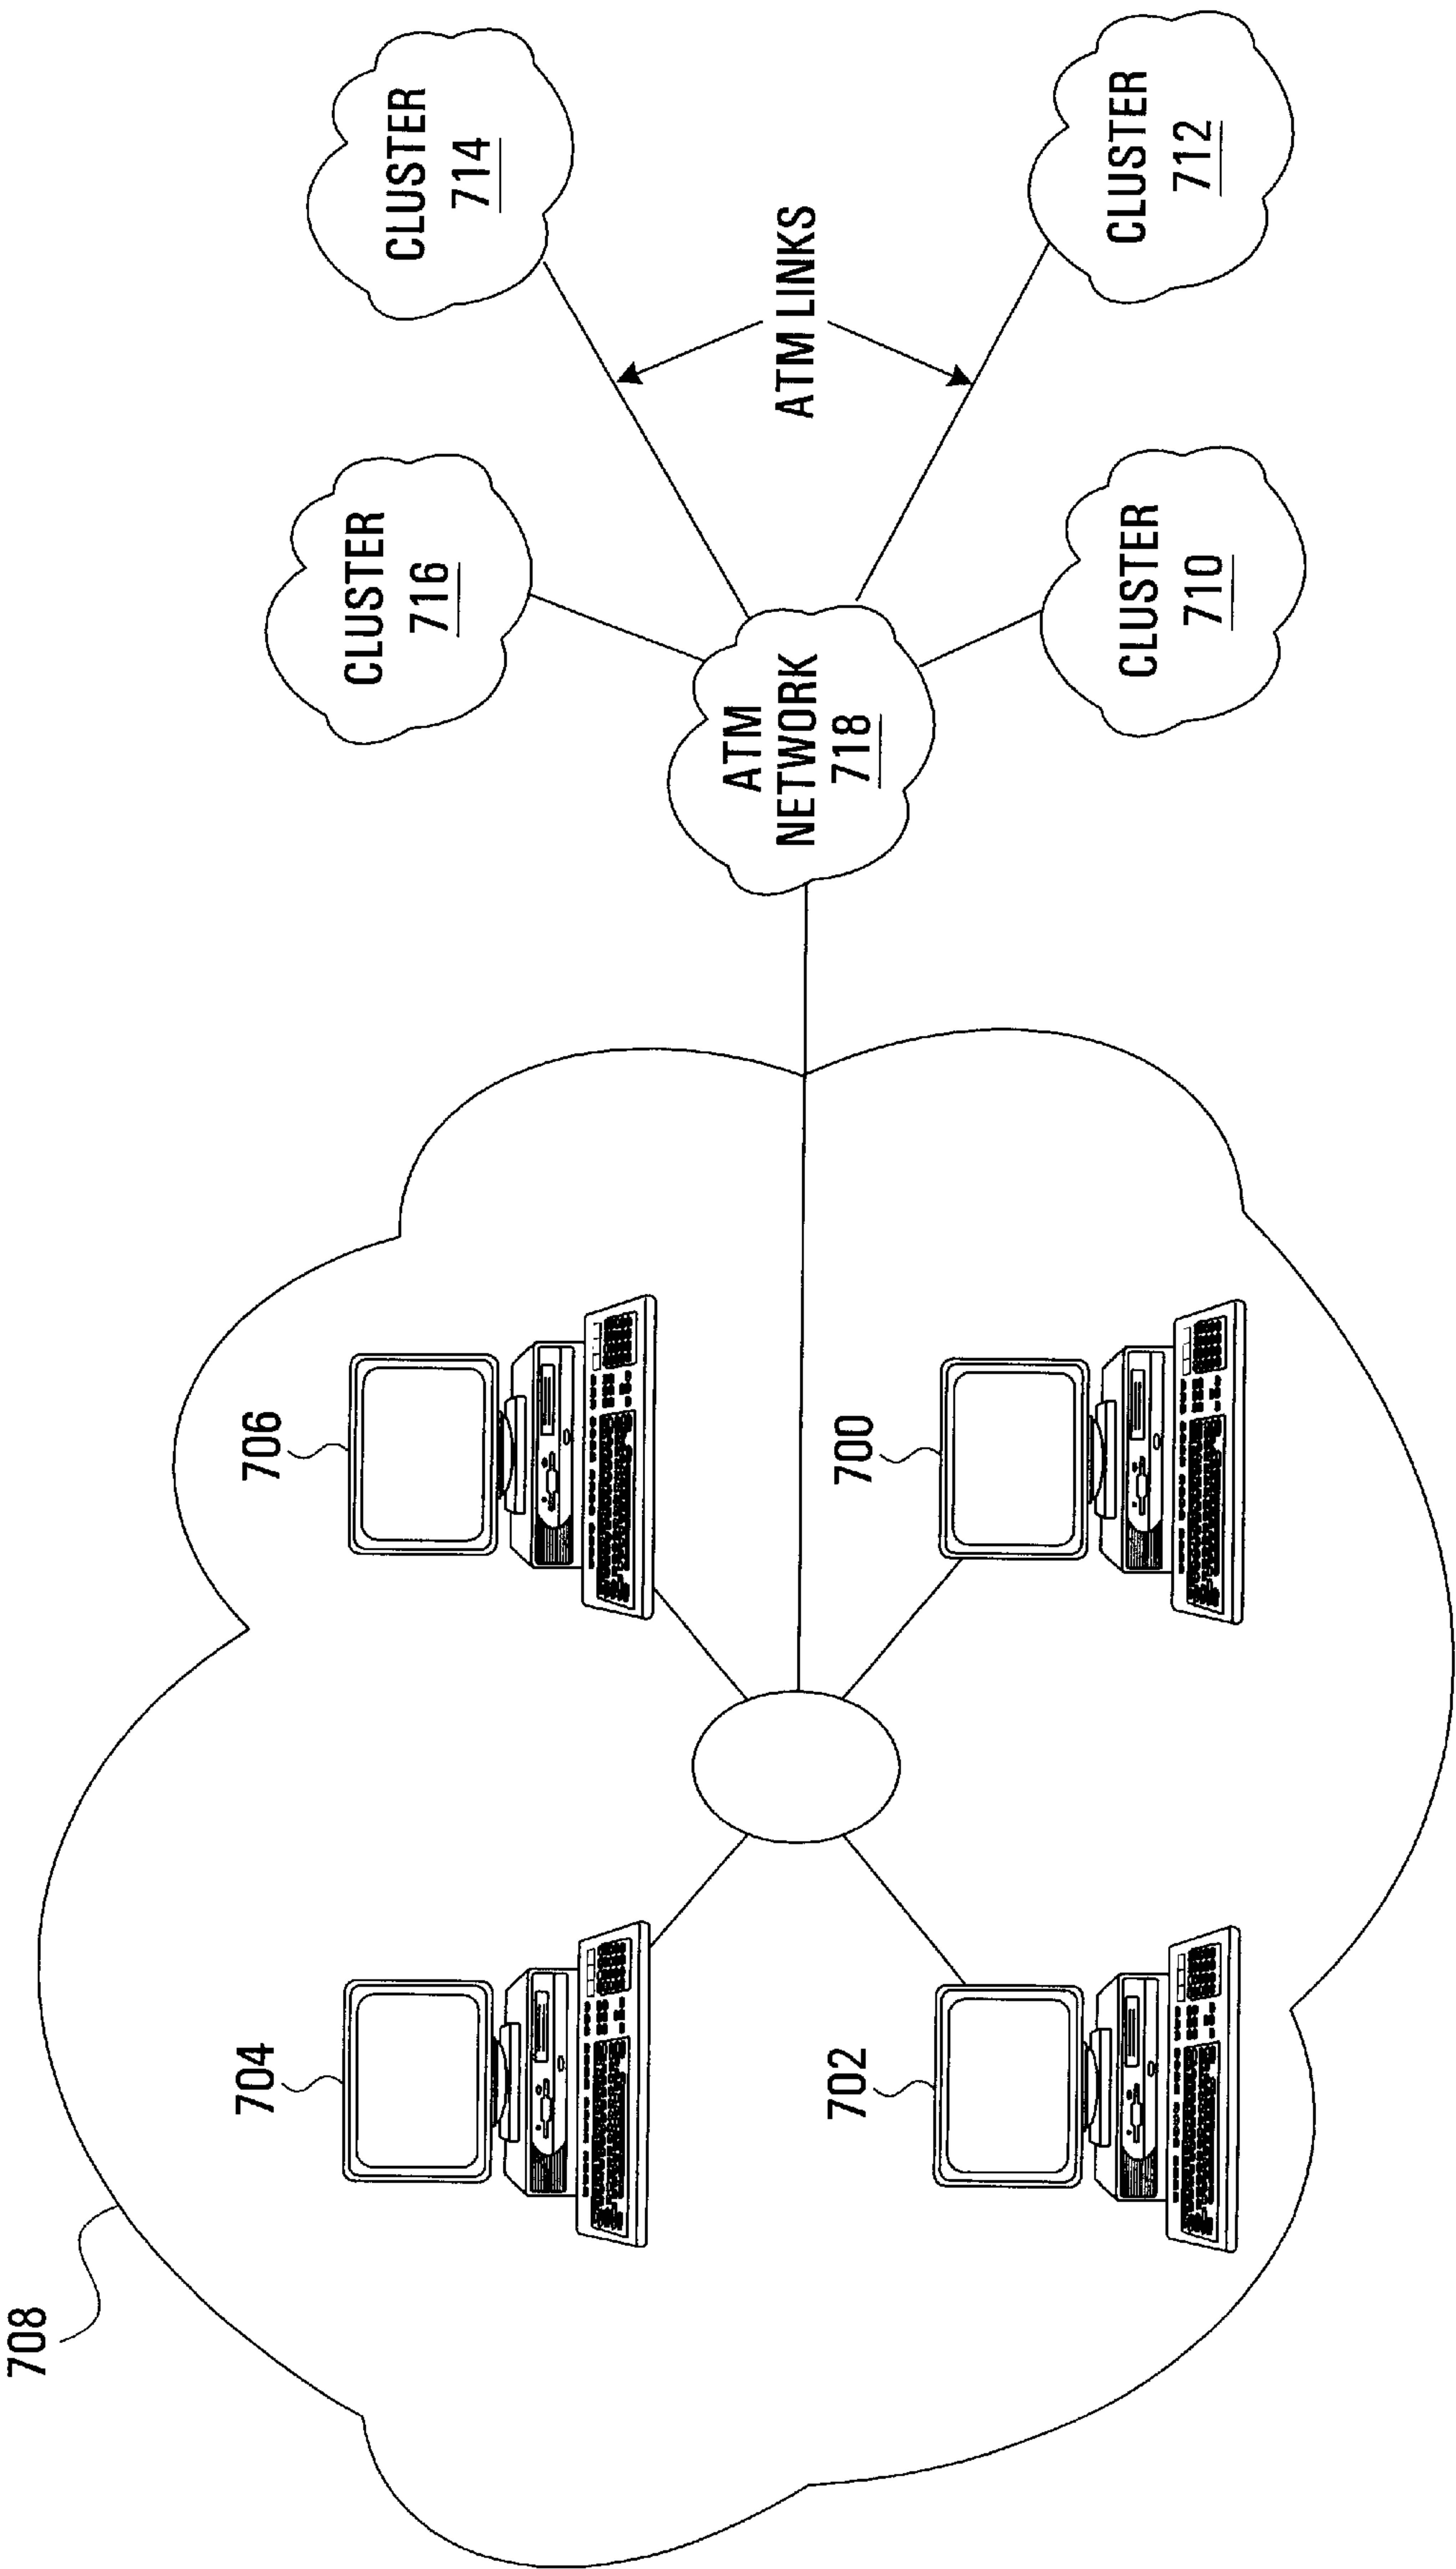 708
704
706
CLUSTER
716
CLUSTER
714
ATM
NETWORK
718
ATM LINKS
702
700
CLUSTER
710
CLUSTER
712